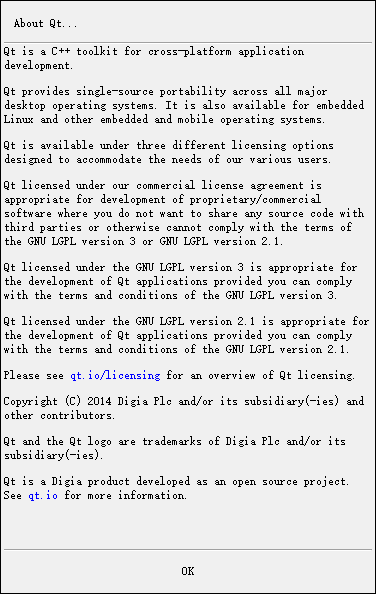 About Qt...
Qt is a C++ toolkit for cross-platform application
development.
Qt provides single-source portability across all major
desktop operating systems. It is also available for embedded
Linux and other embedded and mobile operating systems.
Qt is available under three different licensing options
designed to accommodate the needs of our various users.
Qt licensed under our commercial license agreement is
appropriate for development of proprietary/commercial
software where you do not want to share any source code with
third parties or otherwise cannot comply with the terms of
the GNU LGPL version 3 or GNU LGPL version 2.1.
Qt licensed under the GNU LGPL version 3 is appropriate for
the development of Qt applications provided you can comply
with the terms and conditions of the GNU LGPL version 3.
Qt licensed under the GNU LGPL version 2.1 is appropriate for
the development of Qt applications provided you can comply
with the terms and conditions of the GNU LGPL version 2.1.
Please see qt.io/licensing for an overview of Qt licensing.
Copyright (C) 2014 Digia Plc and/or its subsidiary(-ies) and
other contributors.
Qt and the Qt logo are trademarks of Digia Plc and/or its
subsidiary(-ies).
Qt is a Digia product developed as an open source project.
See qt.io for more information.
OK